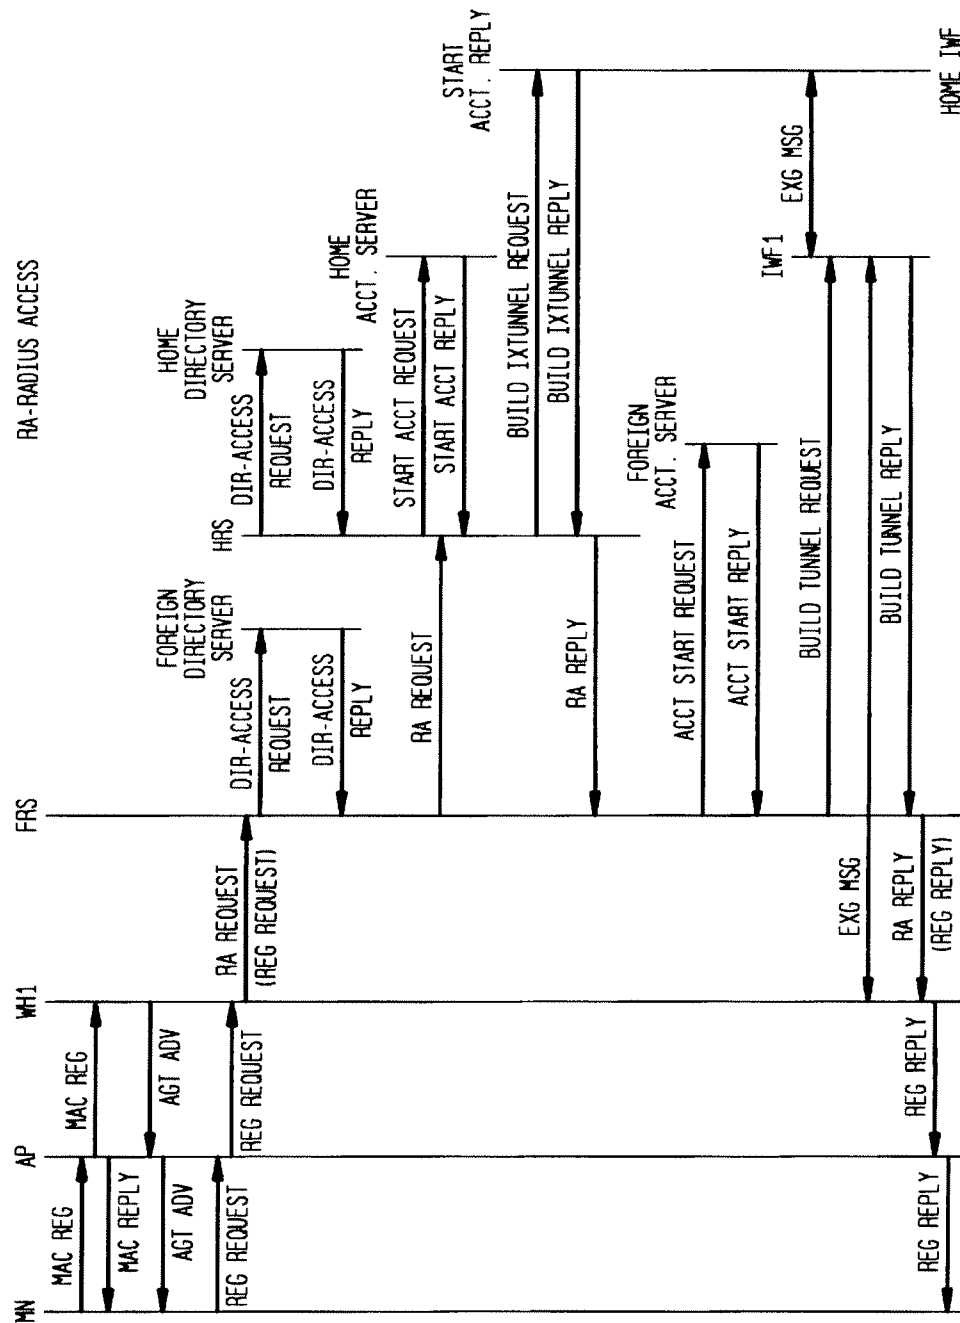 RA-RADIUS ACCESS
MN
AP
WH1
FRS
FOREIGN
DIRECTORY
SERVER
HRS
HOME
DIRECTORY
SERVER
HOME
ACCT. SERVER
START
ACCT. REPLY
MAC REG
MAC REG
MAC REPLY
AGT ADV
AGT ADV
REG REQUEST
REG REQUEST
RA REQUEST
(REG REQUEST)
DIR-ACCESS
REQUEST
DIR-ACCESS
REPLY
DIR-ACCESS
REQUEST
DIR-ACCESS
REPLY
RA REQUEST
START ACCT REQUEST
START ACCT REPLY
BUILD IXTUNNEL REQUEST
BUILD IXTUNNEL REPLY
RA REPLY
FOREIGN
ACCT. SERVER
ACCT START REQUEST
ACCT START REPLY
IWF1
BUILD TUNNEL REQUEST
EXG MSG
EXG MSG
BUILD TUNNEL REPLY
RA REPLY
(REG REPLY)
REG REPLY
REG REPLY
HOME IWF